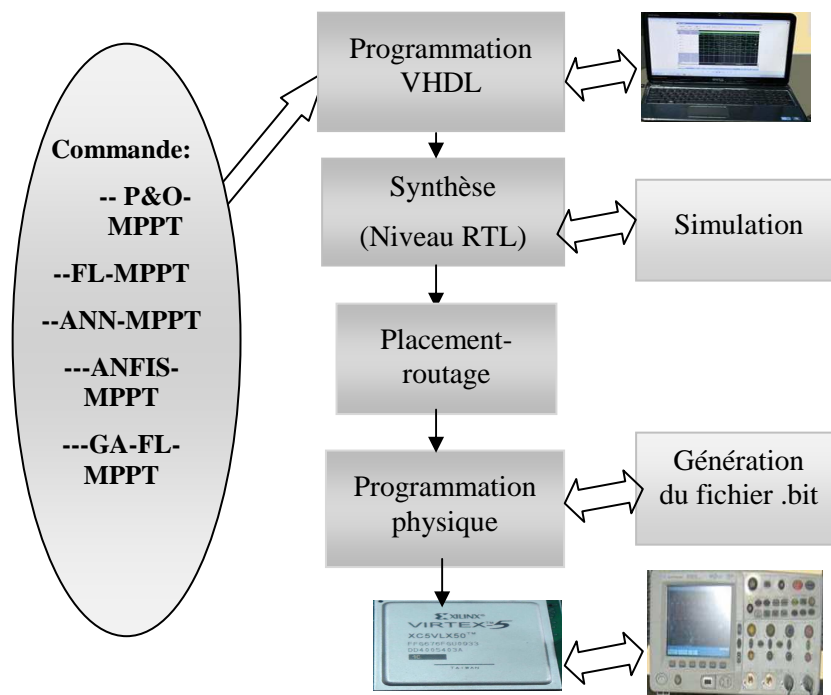 Commande:
-- P&O-
MPPT
--FL-MPPT
--ANN-MPPT
---ANFIS-
MPPT
---GA-FL-
MPPT
Programmation
VHDL
Synthèse
(Niveau RTL)
Simulation
Placement-
routage
Programmation
physique
Génération
du fichier .bit
XILINX
VIRTEX-5
XC5VLX50™